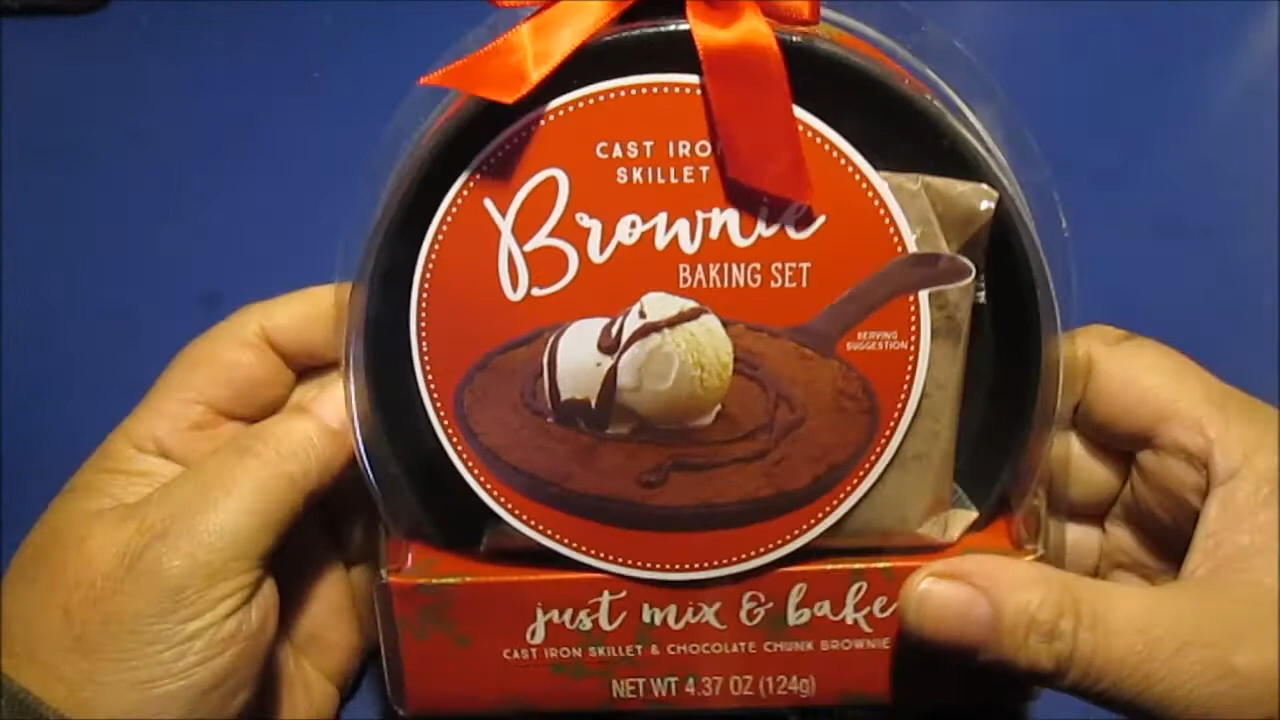 CAST IRON
SKILLET
Brownie
BAKING SET
SERVING
SUGGESTION
just mix & bake
CAST IRON SKILLET & CHOCOLATE CHUNK BROWNIE
NET WT 4.37 OZ (124g)